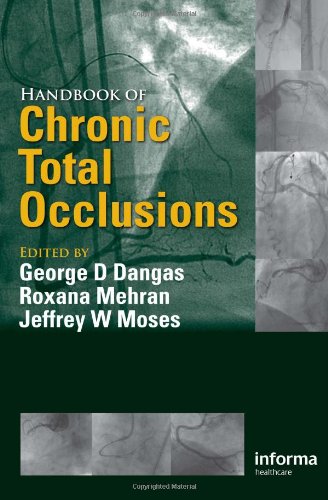 HANDBOOK OF
Chronic
Total
Occlusions
EDITED BY
George D Dangas
Roxana Mehran
Jeffrey W Moses
informa
healthcare